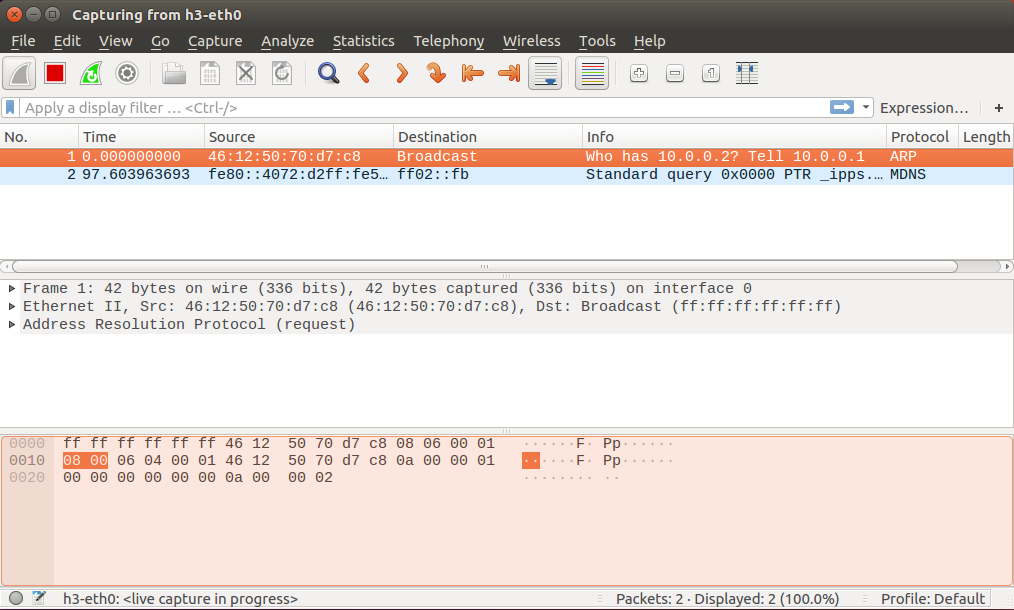 Capturing from h3-eth0
File Edit View Go Capture Analyze Statistics Telephony Wireless Tools Help
Apply a display filter … <Ctrl-/> Expression… +
No. Time Source Destination Info Protocol Length
1 0.000000000 46:12:50:70:d7:c8 Broadcast Who has 10.0.0.2? Tell 10.0.0.1 ARP
2 97.603963693 fe80::4072:d2ff:fe5… ff02::fb Standard query 0x0000 PTR _ipps.… MDNS
Frame 1: 42 bytes on wire (336 bits), 42 bytes captured (336 bits) on interface 0
Ethernet II, Src: 46:12:50:70:d7:c8 (46:12:50:70:d7:c8), Dst: Broadcast (ff:ff:ff:ff:ff:ff)
Address Resolution Protocol (request)
0000 ff ff ff ff ff ff 46 12 50 70 d7 c8 08 06 00 01 ······F· Pp······
0010 08 00 06 04 00 01 46 12 50 70 d7 c8 0a 00 00 01 ······F· Pp······
0020 00 00 00 00 00 00 0a 00 00 02 ········ ··
h3-eth0: <live capture in progress> Packets: 2 · Displayed: 2 (100.0%) Profile: Default